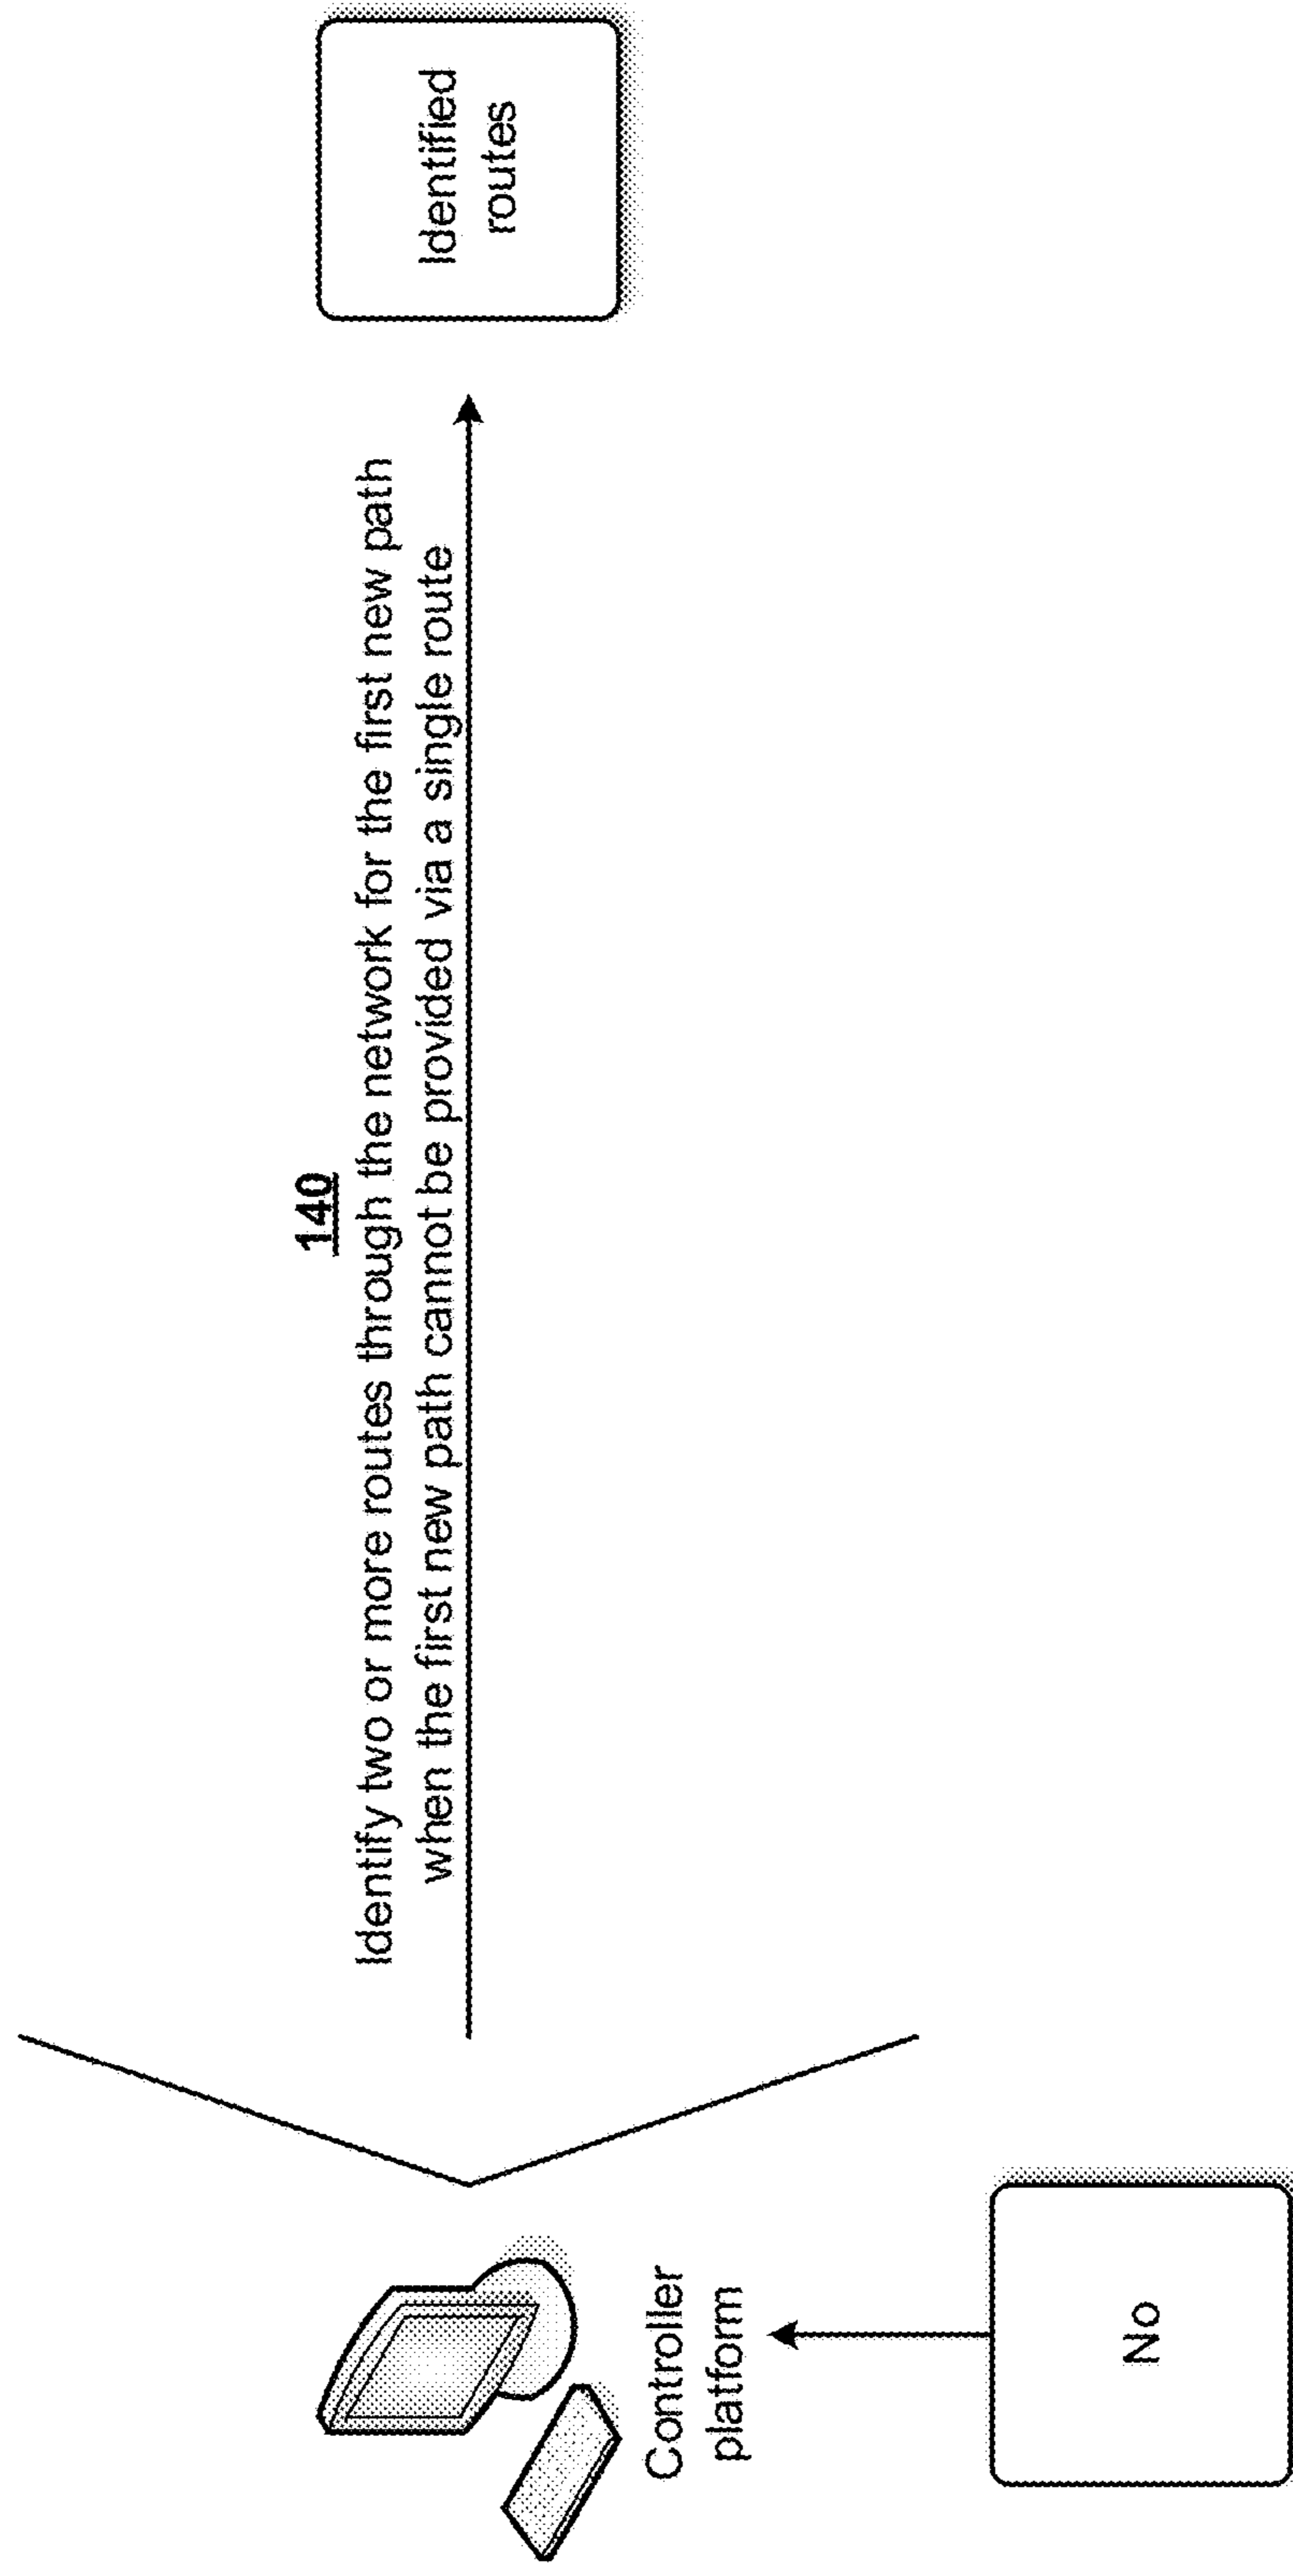 140
Identify two or more routes through the network for the first new path
when the first new path cannot be provided via a single route
Identified
routes
Controller
platform
No